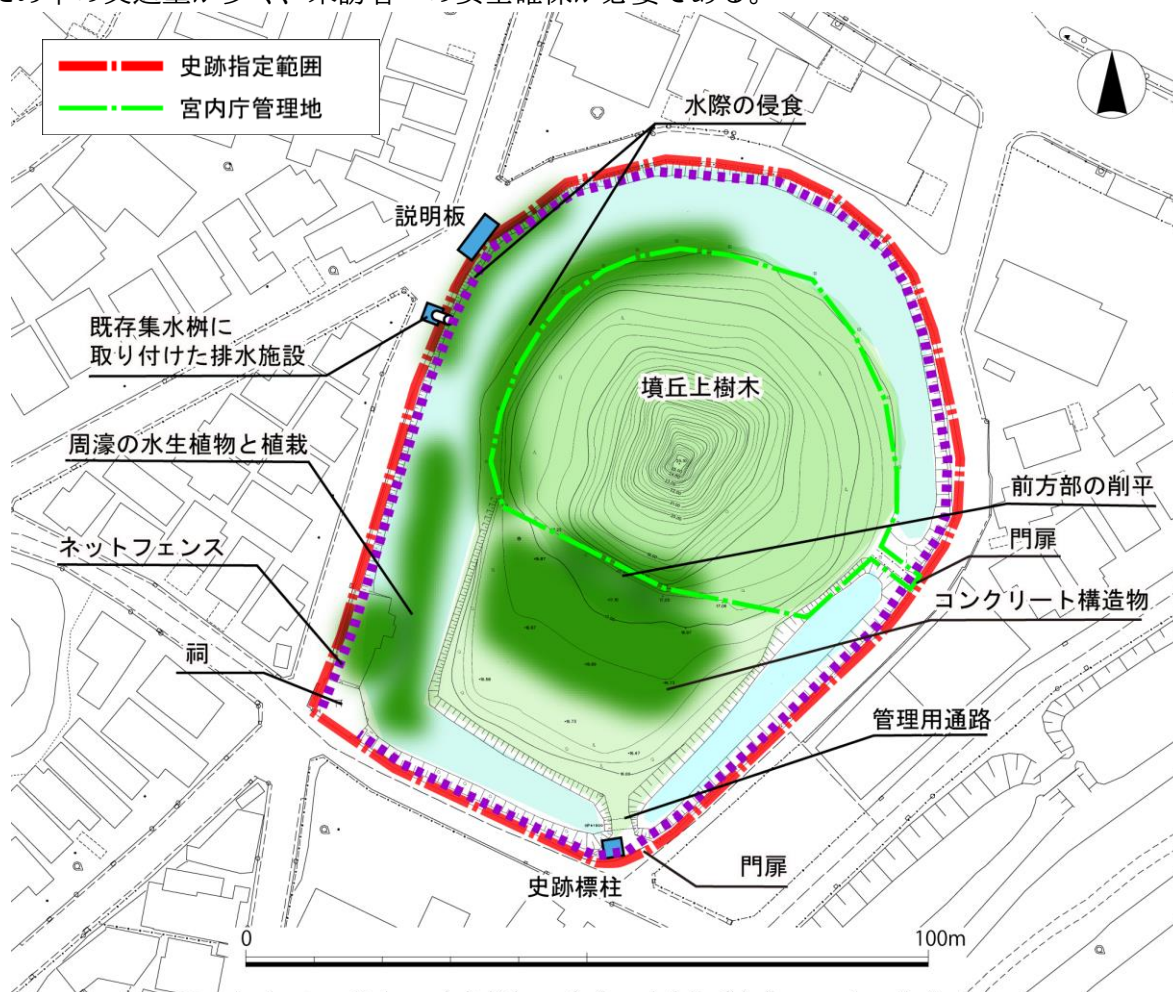 史跡指定範囲
宮内庁管理地
水際の侵食
説明板
既存集水桝に
取り付けた排水施設
墳丘上樹木
周濠の水生植物と植栽
前方部の削平
ネットフェンス
門扉
コンクリート構造物
祠
管理用通路
門扉
史跡標柱
0
100m